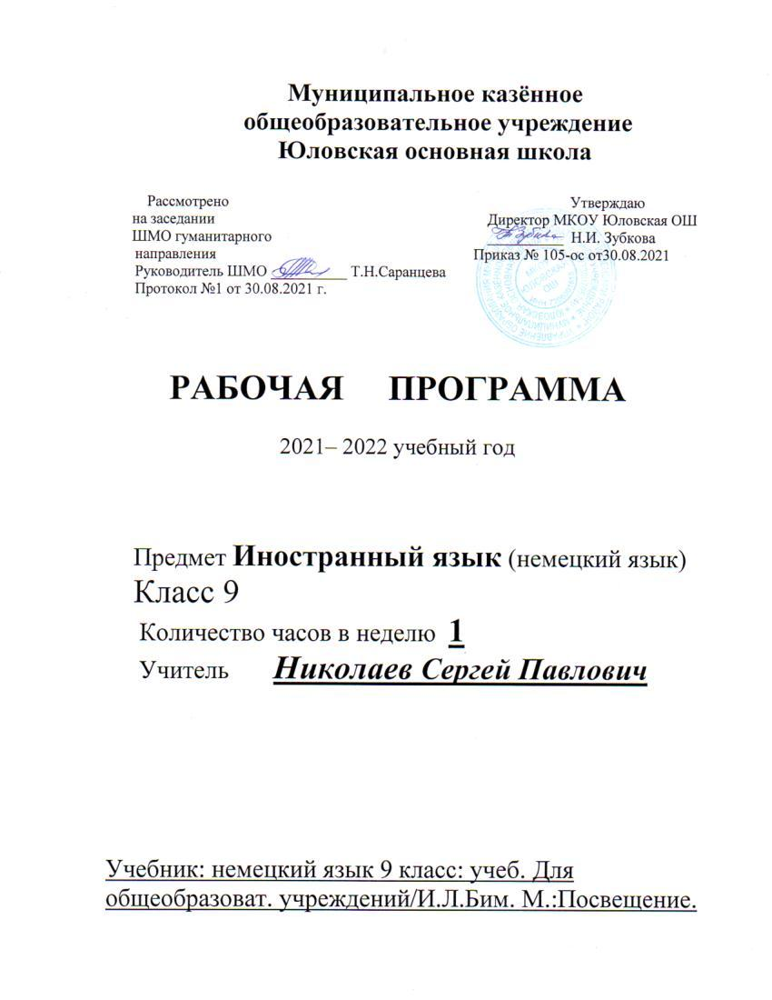 Муниципальное казённое
общеобразовательное учреждение
Юловская основная школа
Рассмотрено
на заседании
ШМО гуманитарного
направления
Руководитель ШМО ____________ Т.Н.Саранцева
Протокол №1 от 30.08.2021 г.
Утверждаю
Директор МКОУ Юловская ОШ
____________ Н.И. Зубкова
Приказ № 105-ос от30.08.2021
РАБОЧАЯ ПРОГРАММА
2021– 2022 учебный год
Предмет Иностранный язык (немецкий язык)
Класс 9
Количество часов в неделю 1
Учитель Николаев Сергей Павлович
Учебник: немецкий язык 9 класс: учеб. Для
общеобразоват. учреждений/И.Л.Бим. М.:Посвещение.